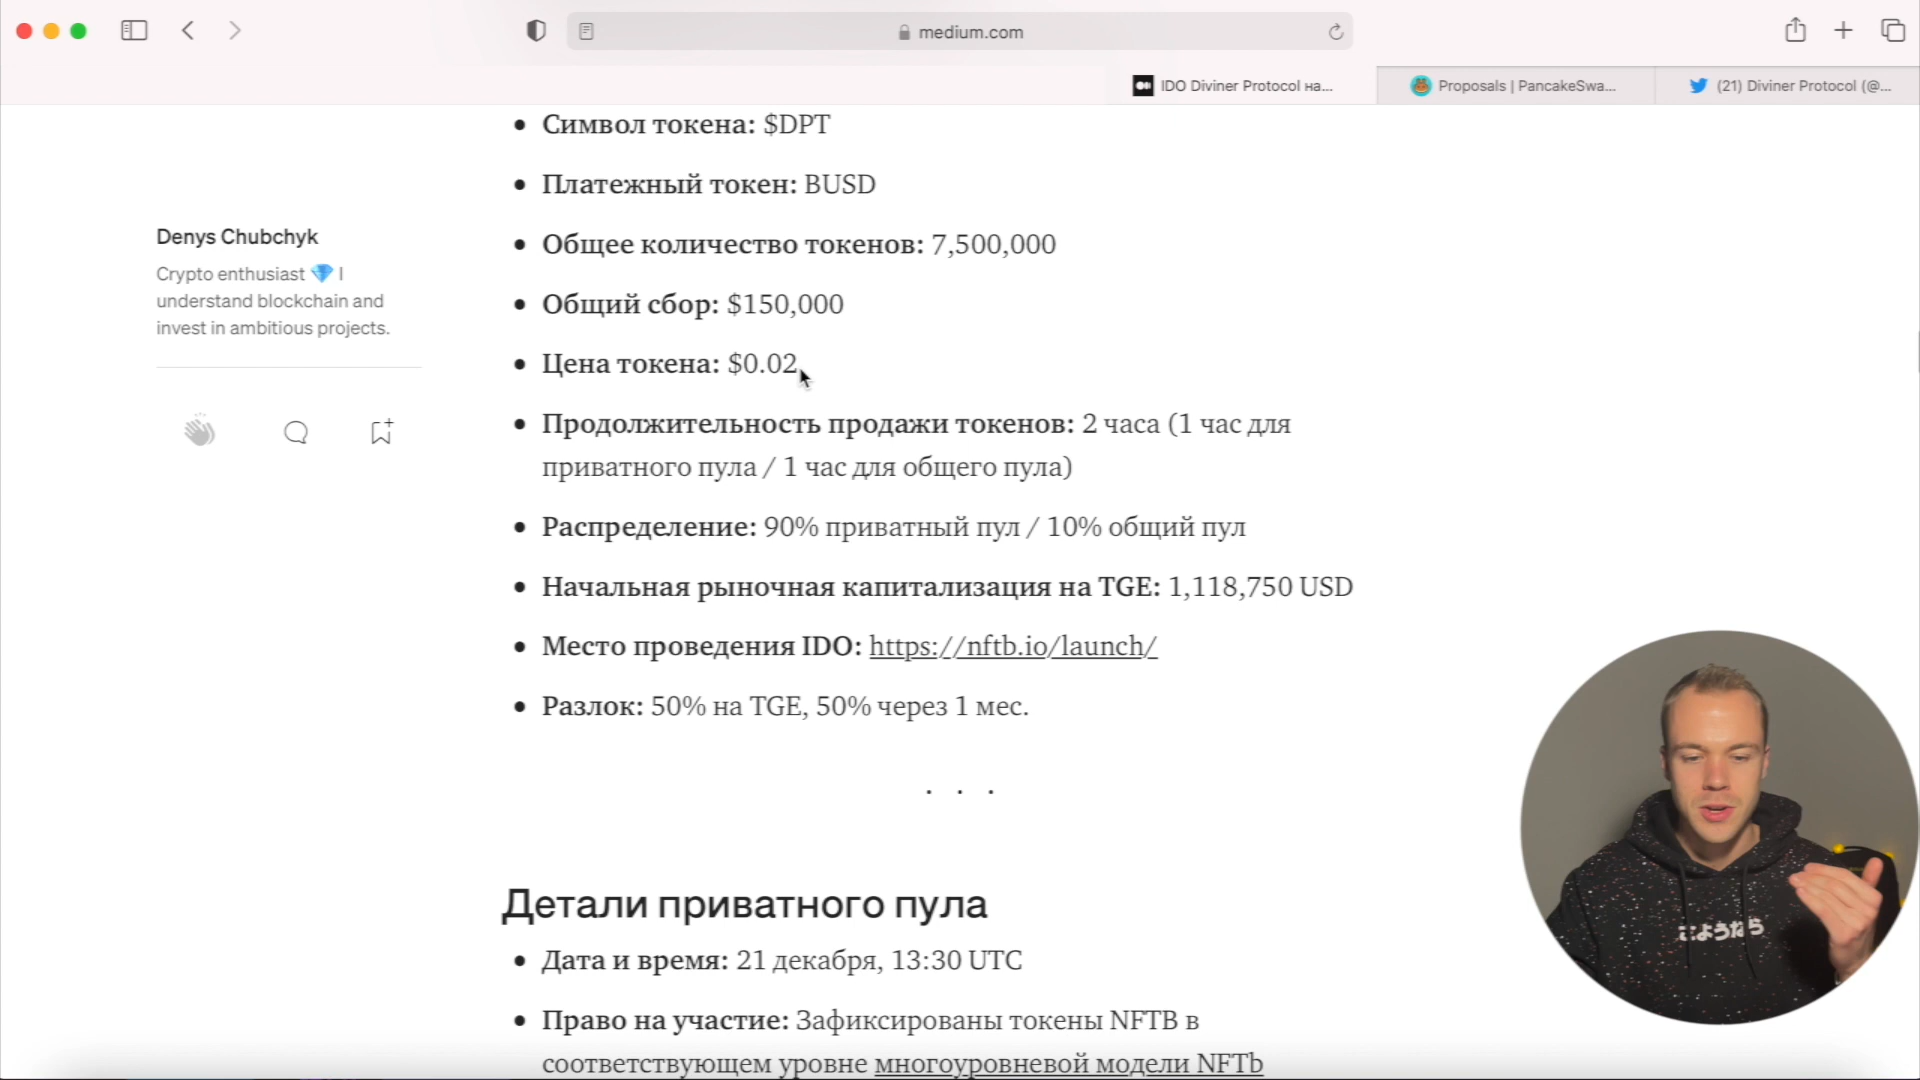 medium.com
IDO Diviner Protocol на...
Proposals | PancakeSwa...
(21) Diviner Protocol (@...
Символ токена: $DPT
Платежный токен: BUSD
Denys Chubchyk
Crypto enthusiast 💎 I
understand blockchain and
invest in ambitious projects.
Общее количество токенов: 7,500,000
Общий сбор: $150,000
Цена токена: $0.02
Продолжительность продажи токенов: 2 часа (1 час для
приватного пула / 1 час для общего пула)
Распределение: 90% приватный пул / 10% общий пул
Начальная рыночная капитализация на TGE: 1,118,750 USD
Место проведения IDO: https://nftb.io/launch/
Разлок: 50% на TGE, 50% через 1 мес.
. . .
Детали приватного пула
Дата и время: 21 декабря, 13:30 UTC
Право на участие: Зафиксированы токены NFTB в
соответствующем уровне многоуровневой модели NFTb